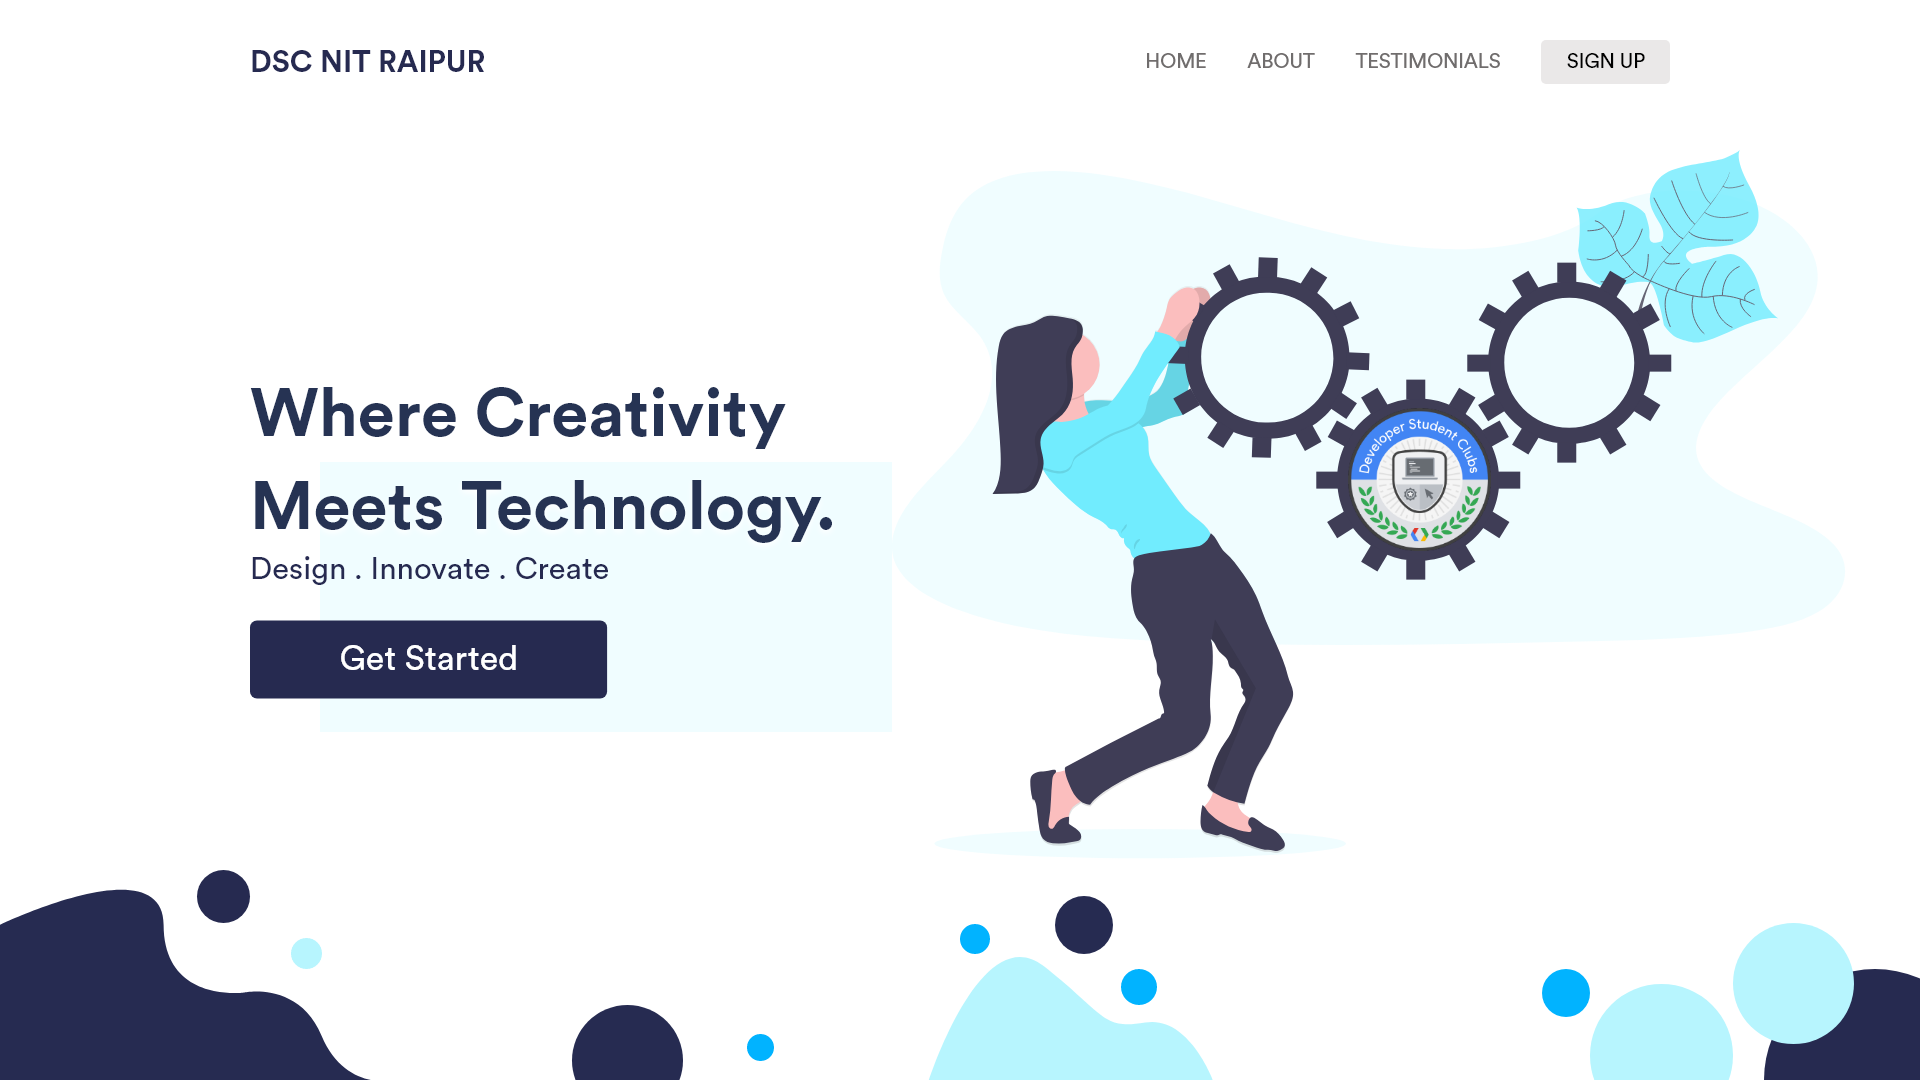 DSC NIT RAIPUR
HOME
ABOUT
TESTIMONIALS
SIGN UP
Where Creativity
Meets Technology.
Design . Innovate . Create
Get Started
Developer Student Clubs